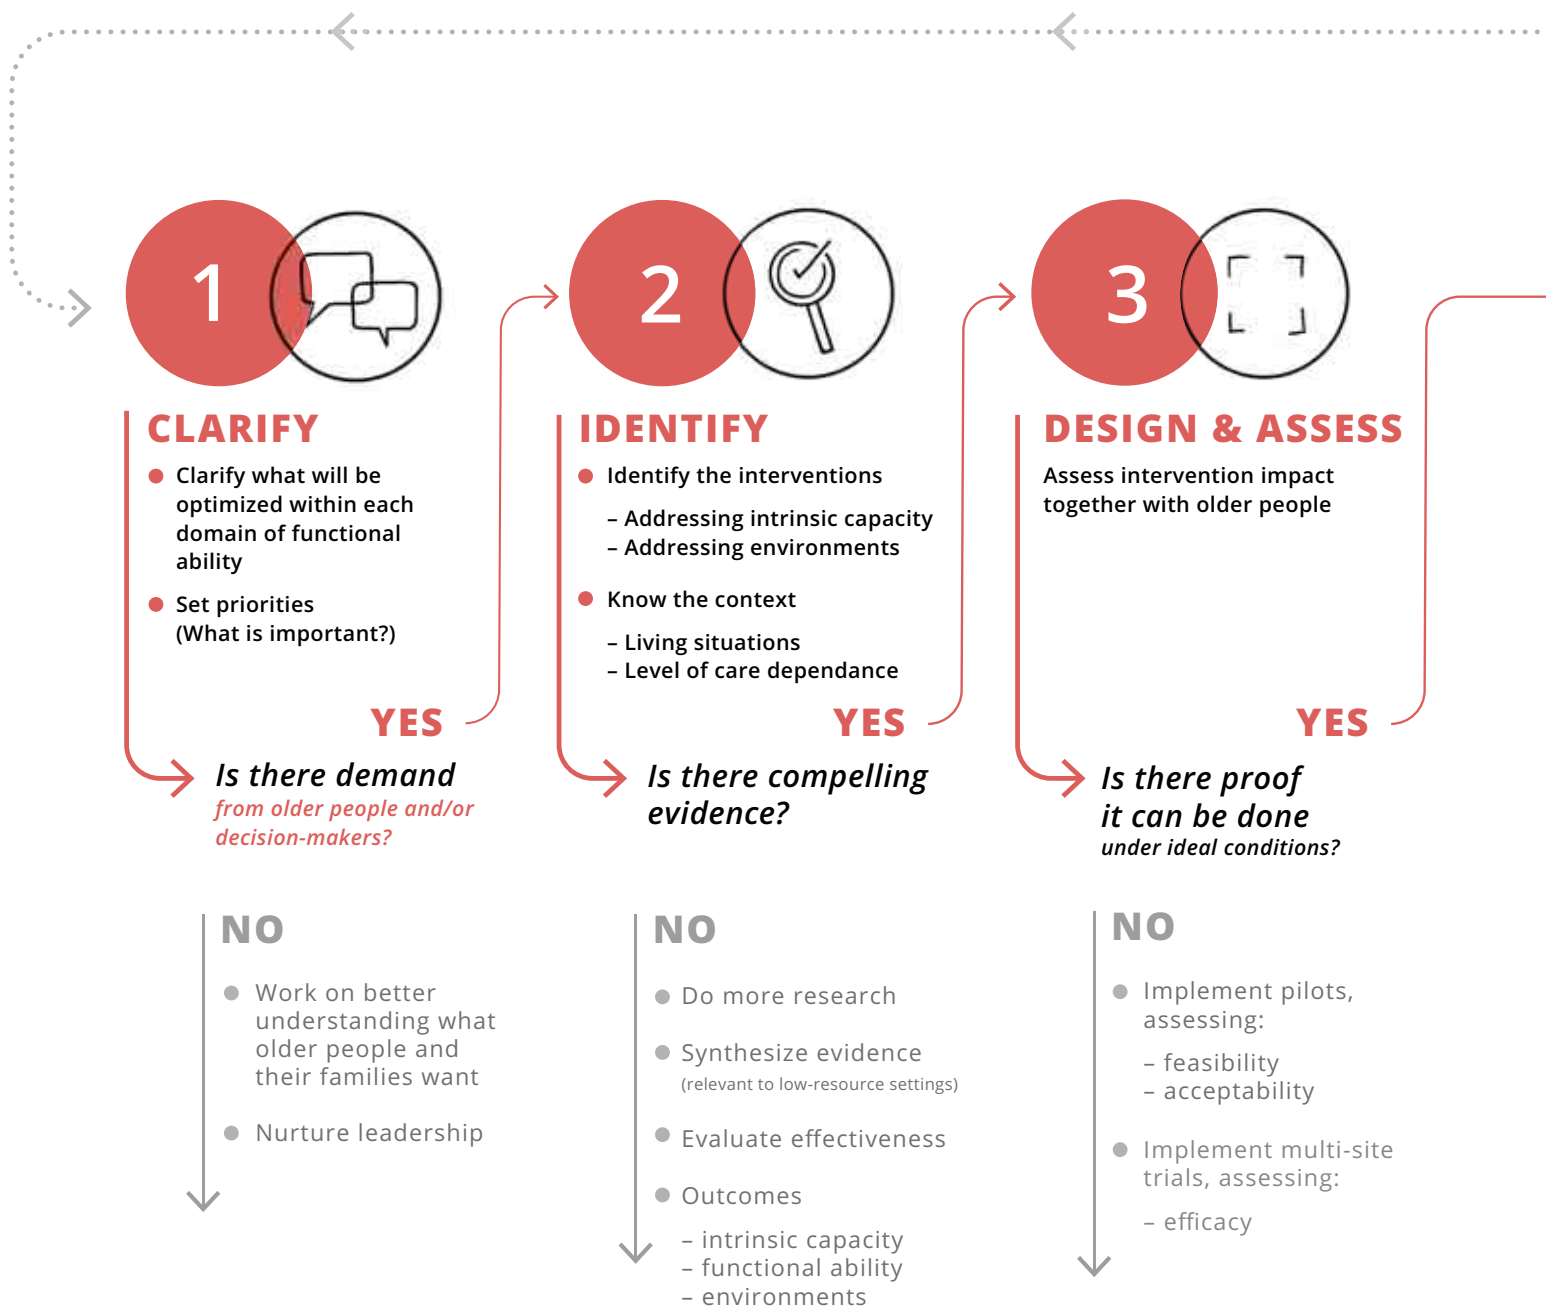 1
CLARIFY
● Clarify what will be
optimized within each
domain of functional
ability
● Set priorities
(What is important?)
YES
Is there demand
from older people and/or
decision-makers?
NO
● Work on better
understanding what
older people and
their families want
● Nurture leadership
2
IDENTIFY
● Identify the interventions
– Addressing intrinsic capacity
– Addressing environments
● Know the context
– Living situations
– Level of care dependance
YES
Is there compelling
evidence?
NO
● Do more research
● Synthesize evidence
(relevant to low-resource settings)
● Evaluate effectiveness
● Outcomes
– intrinsic capacity
– functional ability
– environments
3
DESIGN & ASSESS
Assess intervention impact
together with older people
YES
Is there proof
it can be done
under ideal conditions?
NO
● Implement pilots,
assessing:
– feasibility
– acceptability
● Implement multi-site
trials, assessing:
– efficacy